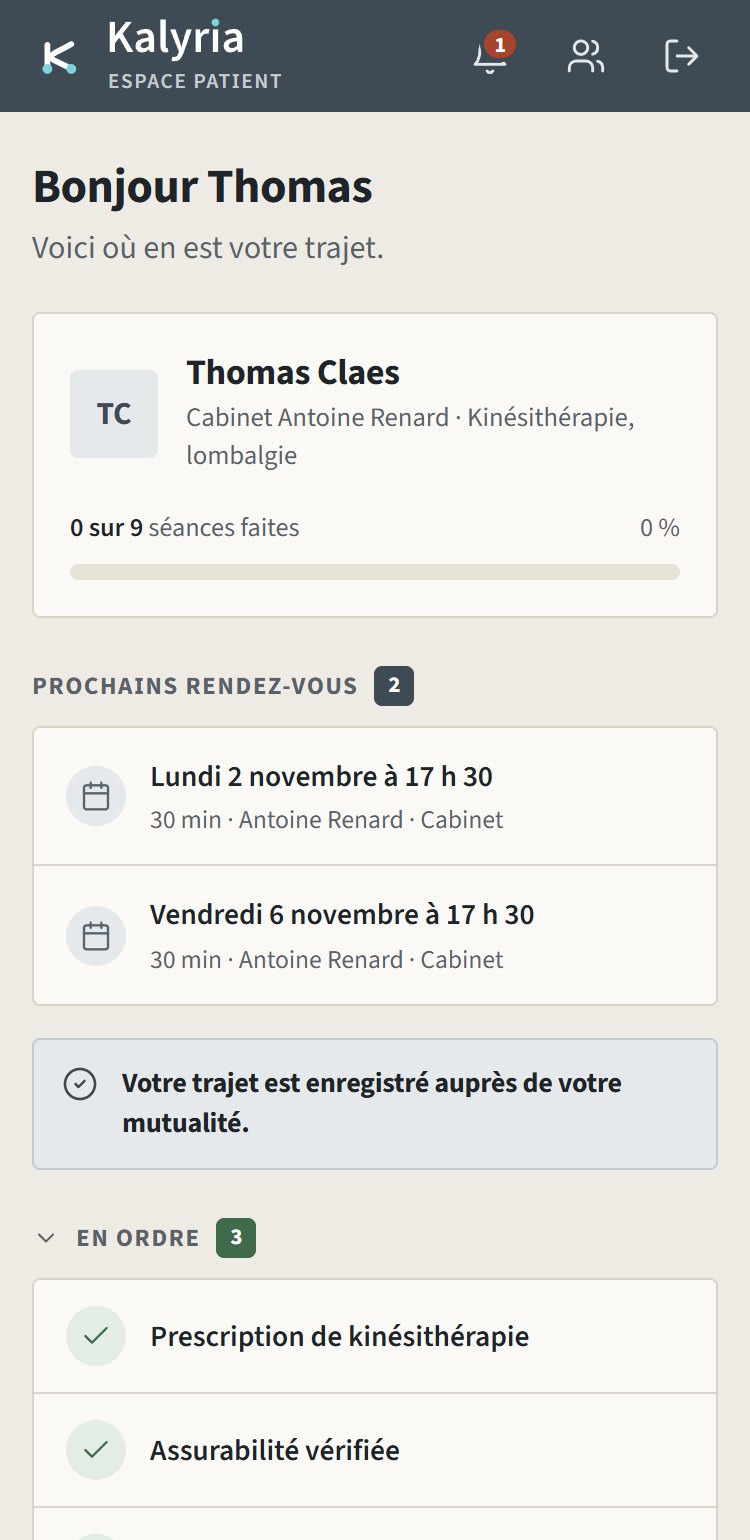 Kalyria
ESPACE PATIENT
1
Bonjour Thomas
Voici où en est votre trajet.
TC
Thomas Claes
Cabinet Antoine Renard · Kinésithérapie,
lombalgie
0 sur 9 séances faites
0 %
PROCHAINS RENDEZ-VOUS 2
Lundi 2 novembre à 17 h 30
30 min · Antoine Renard · Cabinet
Vendredi 6 novembre à 17 h 30
30 min · Antoine Renard · Cabinet
Votre trajet est enregistré auprès de votre
mutualité.
EN ORDRE 3
Prescription de kinésithérapie
Assurabilité vérifiée